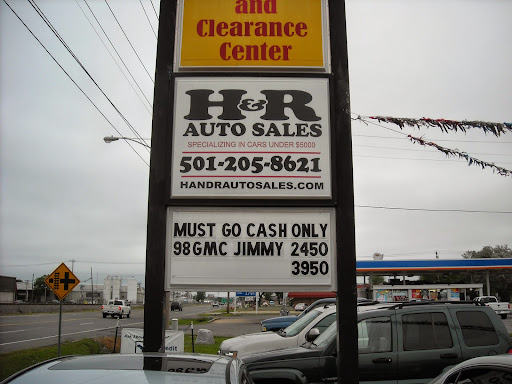 and
Clearance
Center
H&R
AUTO SALES
SPECIALIZING IN CARS UNDER $5000
501-205-8621
HANDRAUTOSALES.COM
MUST GO CASH ONLY
98GMC JIMMY 2450
3950